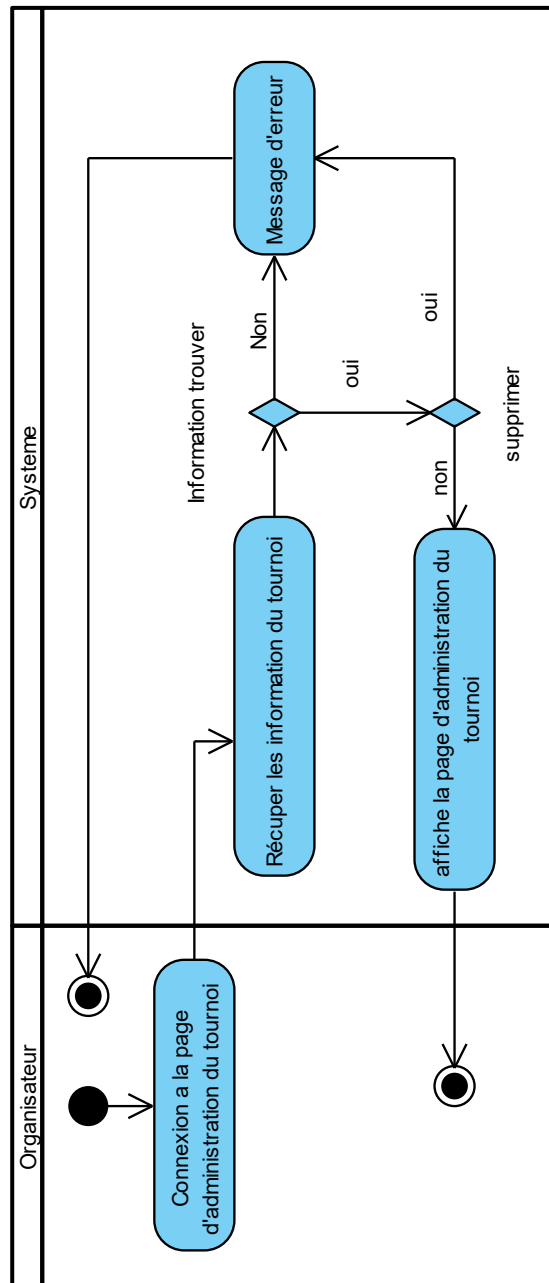 Organisateur
Systeme
Connexion a la page
d'administration du tournoi
Récuper les information du tournoi
Information trouver
Non
Message d'erreur
oui
affiche la page d'administration du
tournoi
non
oui
supprimer